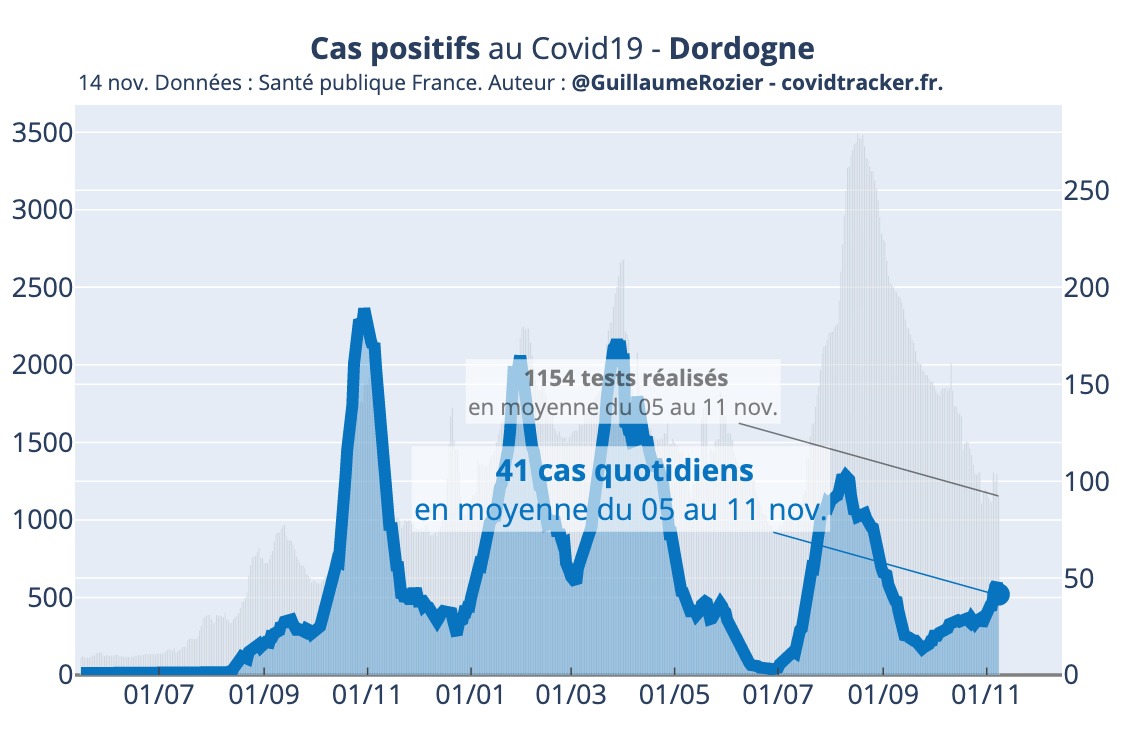 Cas positifs au Covid19 - Dordogne
14 nov. Données : Santé publique France. Auteur : @GuillaumeRozier - covidtracker.fr.
3500
3000
2500
2000
1500
1000
500
0
250
200
150
100
50
0
1154 tests réalisés
en moyenne du 05 au 11 nov.
41 cas quotidiens
en moyenne du 05 au 11 nov.
01/07 01/09 01/11 01/01 01/03 01/05 01/07 01/09 01/11